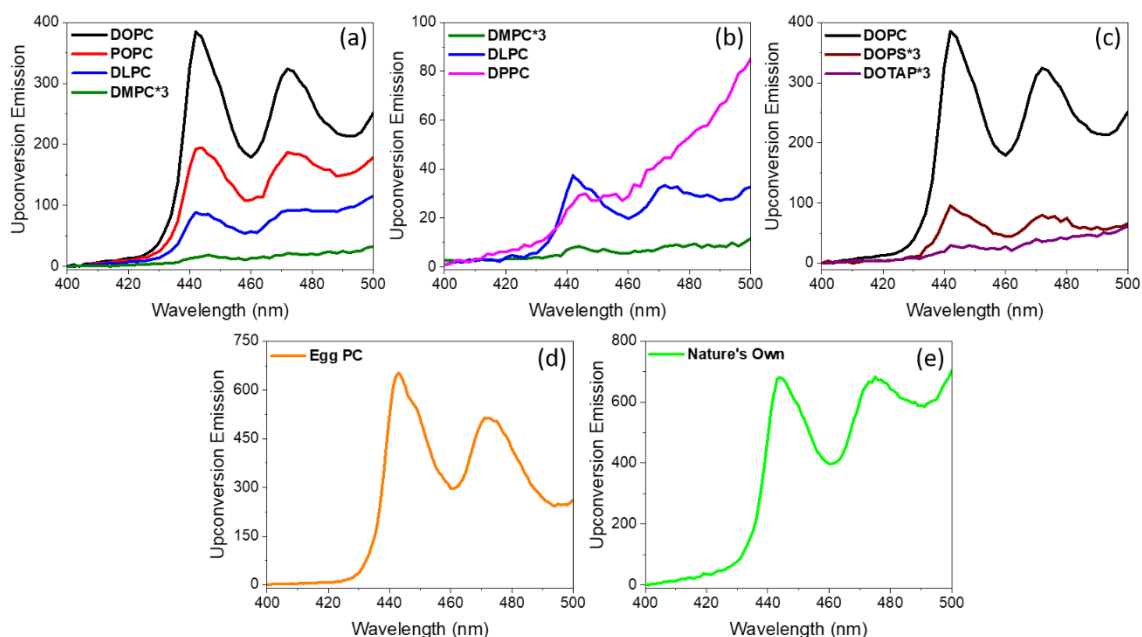 (a)
DOPC
POPC
DLPC
DMPC*3
Upconversion Emission
400
300
200
100
0
400 420 440 460 480 500
Wavelength (nm)
(b)
DMPC*3
DLPC
DPPC
Upconversion Emission
100
80
60
40
20
0
400 420 440 460 480 500
Wavelength (nm)
(c)
DOPC
DOPS*3
DOTAP*3
Upconversion Emission
400
300
200
100
0
400 420 440 460 480 500
Wavelength (nm)
(d)
Egg PC
Upconversion Emission
750
600
450
300
150
0
400 420 440 460 480 500
Wavelength (nm)
(e)
Nature's Own
Upconversion Emission
800
600
400
200
0
400 420 440 460 480 500
Wavelength (nm)